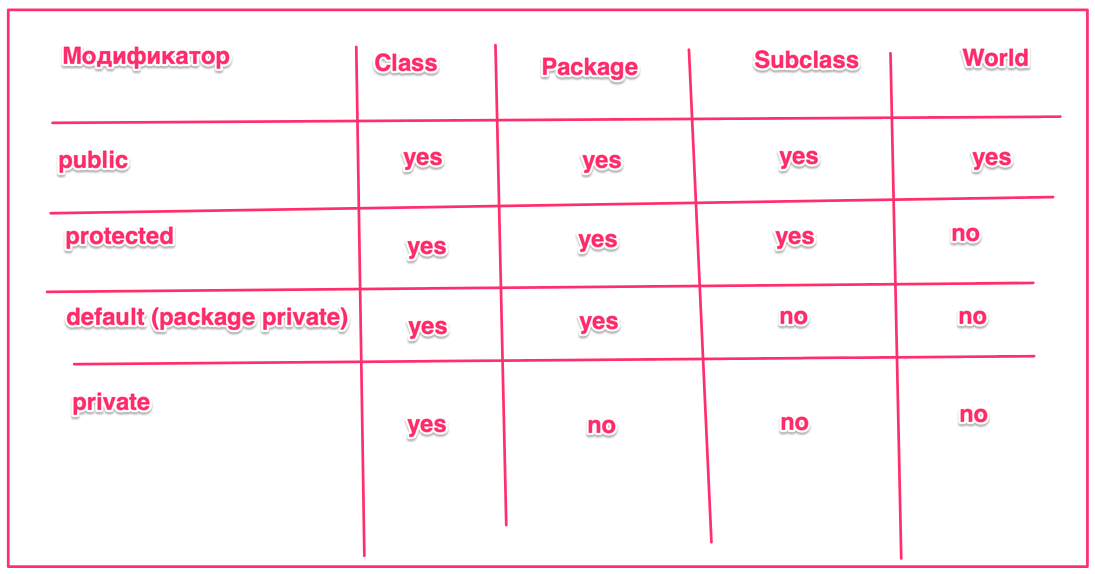 Модификатор Class Package Subclass World
public yes yes yes yes
protected yes yes yes no
default (package private) yes yes no no
private yes no no no